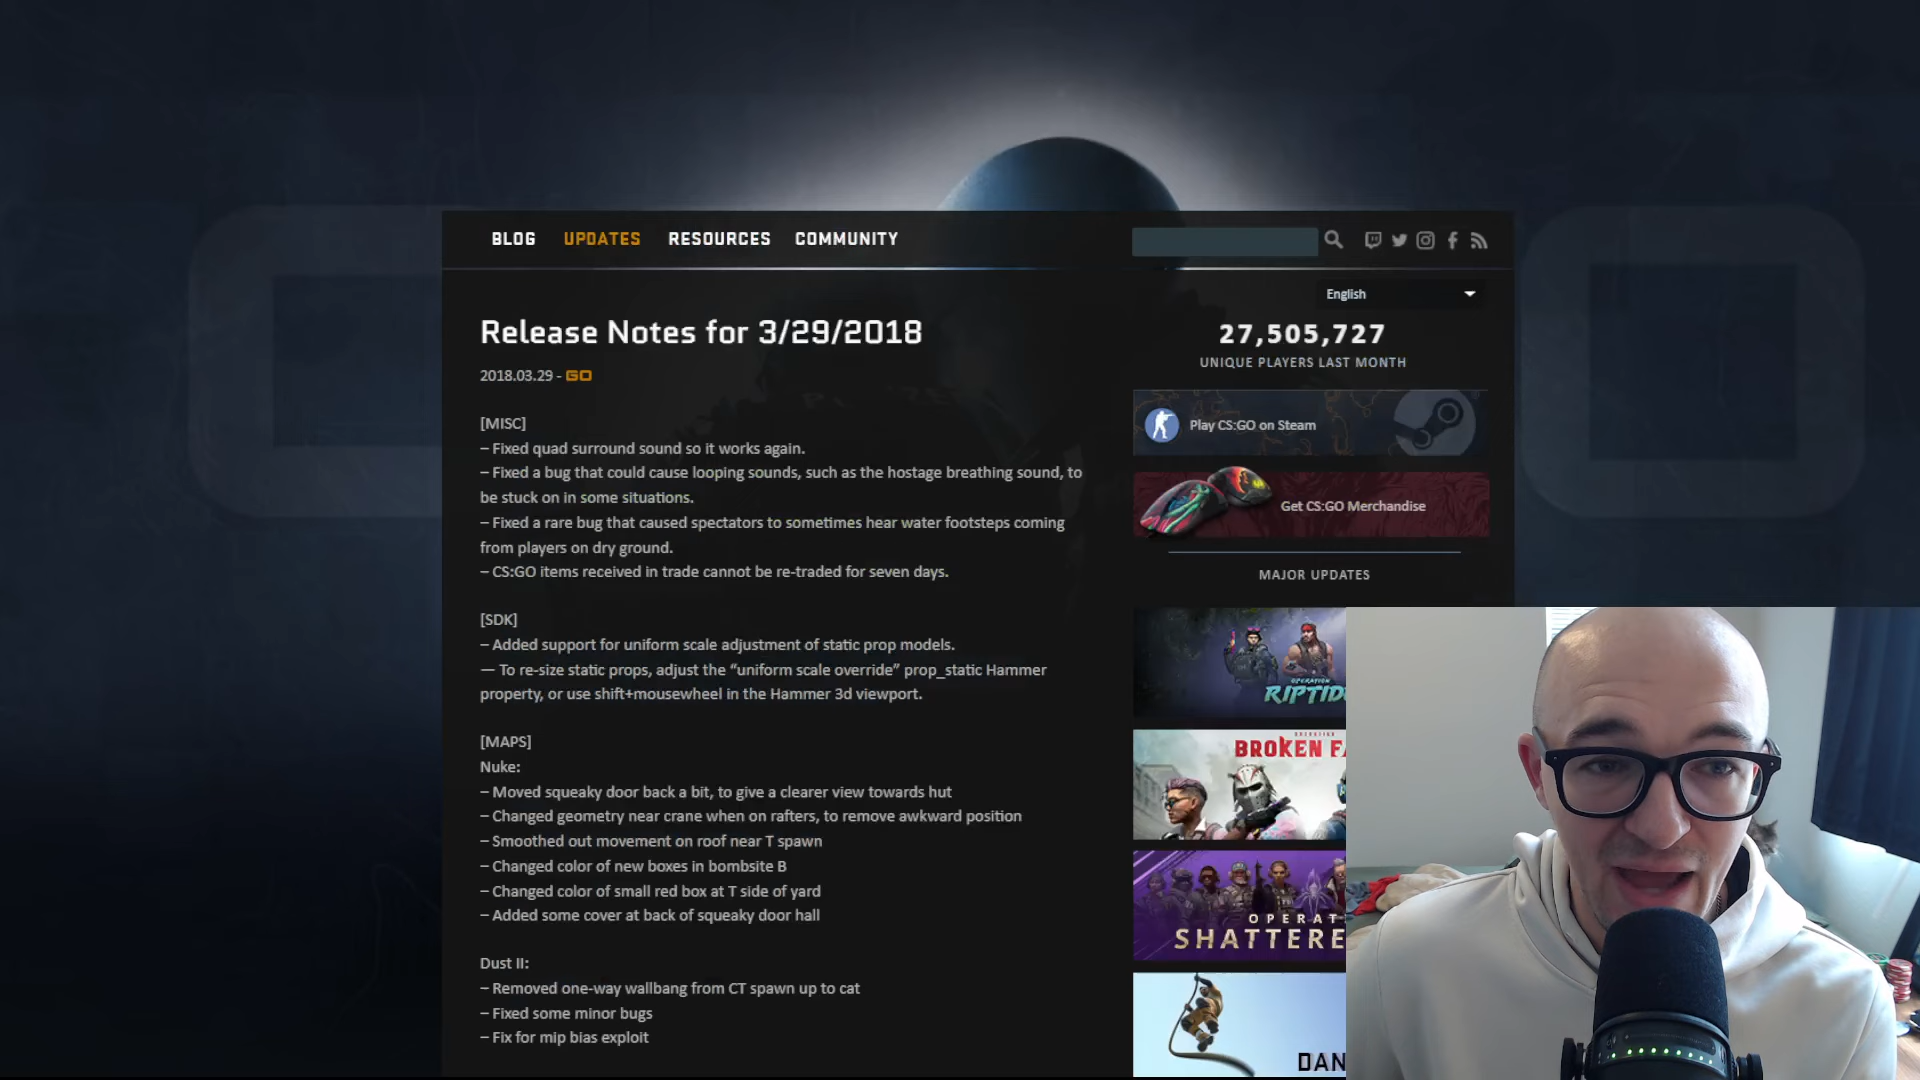 BLOG UPDATES RESOURCES COMMUNITY
English
Release Notes for 3/29/2018
2018.03.29 - GO
[MISC]
– Fixed quad surround sound so it works again.
– Fixed a bug that could cause looping sounds, such as the hostage breathing sound, to
be stuck on in some situations.
– Fixed a rare bug that caused spectators to sometimes hear water footsteps coming
from players on dry ground.
– CS:GO items received in trade cannot be re-traded for seven days.
[SDK]
– Added support for uniform scale adjustment of static prop models.
— To re-size static props, adjust the “uniform scale override” prop_static Hammer
property, or use shift+mousewheel in the Hammer 3d viewport.
[MAPS]
Nuke:
– Moved squeaky door back a bit, to give a clearer view towards hut
– Changed geometry near crane when on rafters, to remove awkward position
– Smoothed out movement on roof near T spawn
– Changed color of new boxes in bombsite B
– Changed color of small red box at T side of yard
– Added some cover at back of squeaky door hall
Dust II:
– Removed one-way wallbang from CT spawn up to cat
– Fixed some minor bugs
– Fix for mip bias exploit
27,505,727
UNIQUE PLAYERS LAST MONTH
Play CS:GO on Steam
Get CS:GO Merchandise
MAJOR UPDATES
OPERATION
RIPTID
OPERATION
BROKEN FA
OPERAT
SHATTERE
DAN